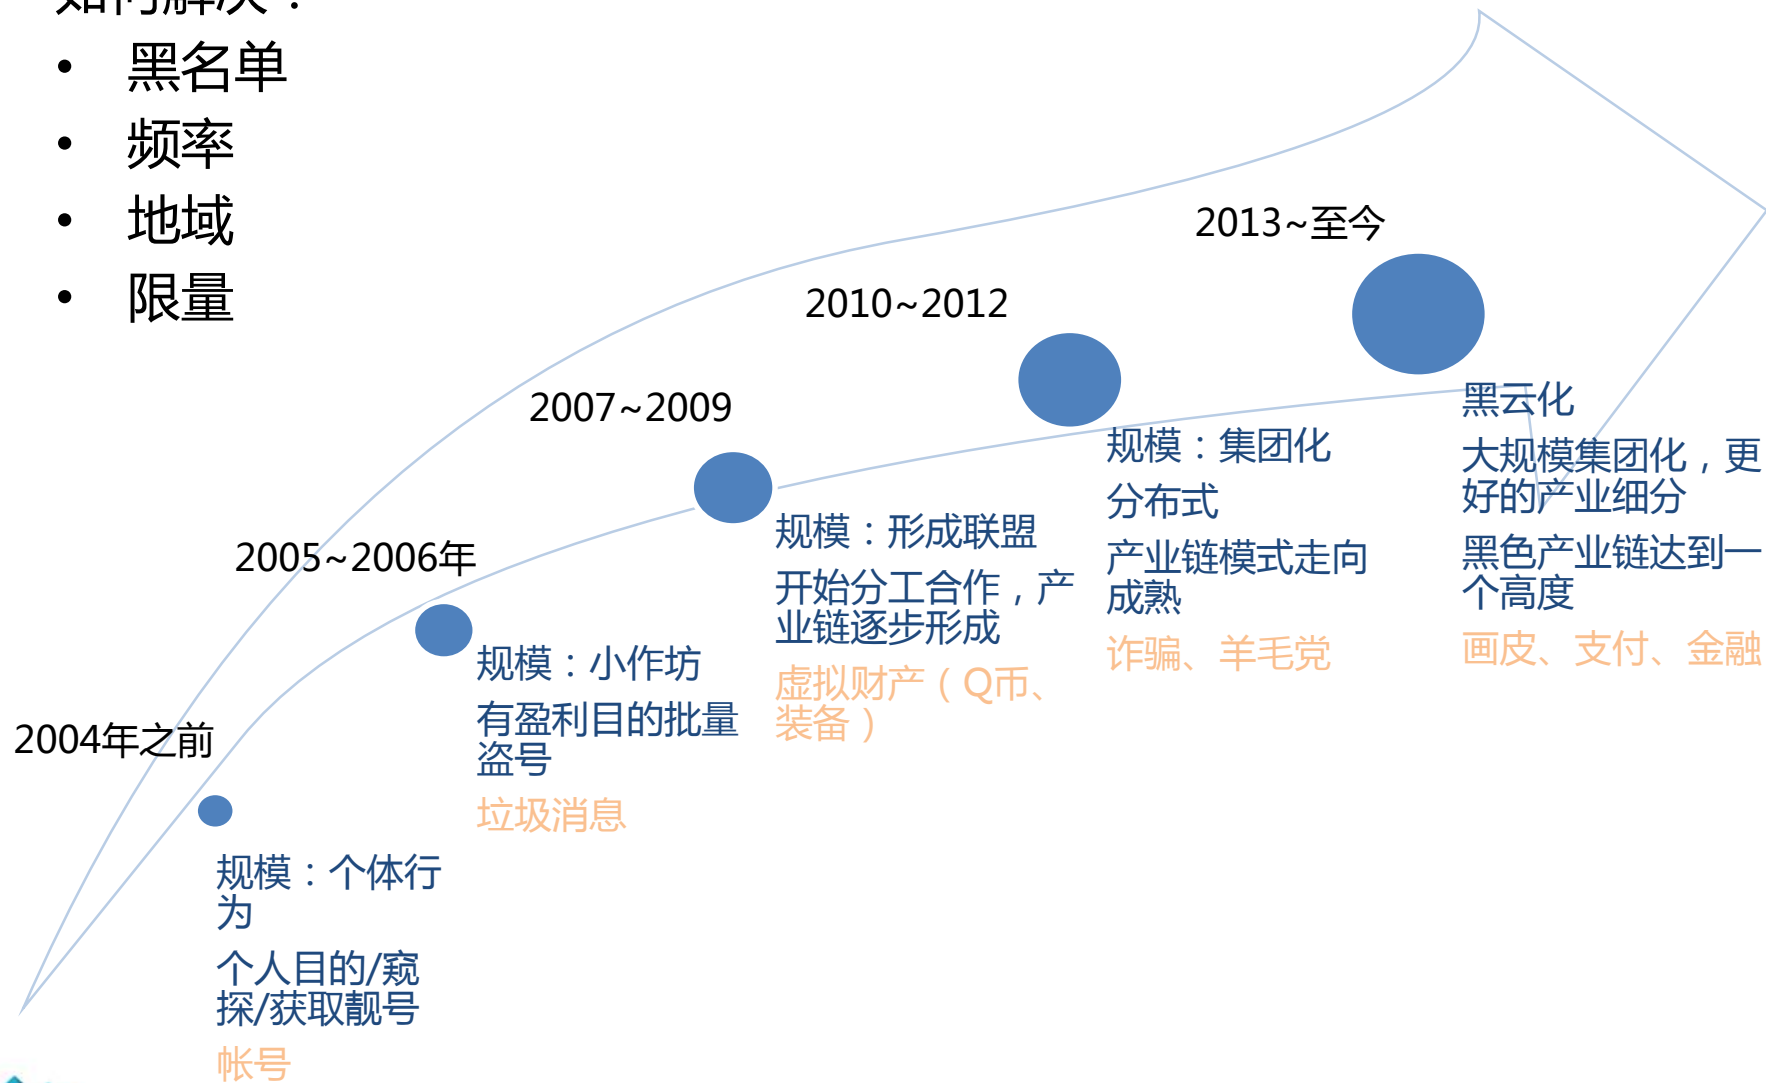 如何解决：
• 黑名单
• 频率
• 地域
• 限量
2013~至今
2010~2012
2007~2009
2005~2006年
2004年之前
规模：个体行
为
个人目的/窥
探/获取靓号
帐号
规模：小作坊
有盈利目的批量
盗号
垃圾消息
规模：形成联盟
开始分工合作，产
业链逐步形成
虚拟财产（Q币、
装备）
规模：集团化
分布式
产业链模式走向
成熟
诈骗、羊毛党
黑云化
大规模集团化，更
好的产业细分
黑色产业链达到一
个高度
画皮、支付、金融